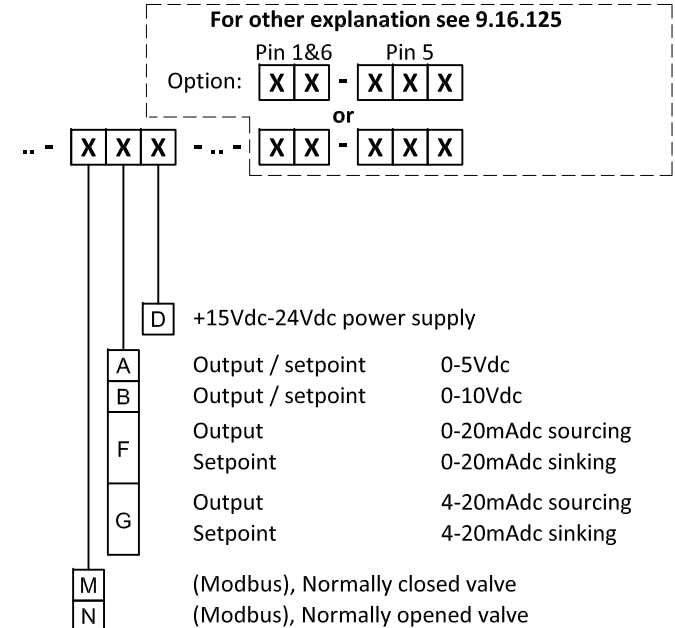 For other explanation see 9.16.125
Pin 1&6 Pin 5
Option: X X - X X X
or
.. - X X X - .. - X X - X X X
D +15Vdc-24Vdc power supply
A Output / setpoint 0-5Vdc
B Output / setpoint 0-10Vdc
F Output 0-20mAdc sourcing
Setpoint 0-20mAdc sinking
G Output 4-20mAdc sourcing
Setpoint 4-20mAdc sinking
M (Modbus), Normally closed valve
N (Modbus), Normally opened valve